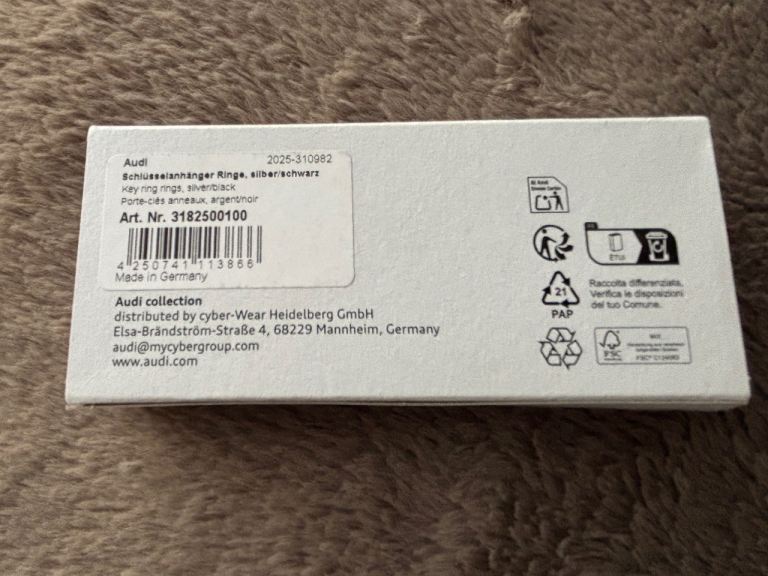 Audi 2025-310982
Schlüsselanhänger Ringe, silber/schwarz
Key ring rings, silver/black
Porte-clés anneaux, argent/noir
Art. Nr. 3182500100
4 250741 113866
Made in Germany
Audi collection
distributed by cyber-Wear Heidelberg GmbH
Elsa-Brändström-Straße 4, 68229 Mannheim, Germany
audi@mycybergroup.com
www.audi.com
ETUI
21
PAP
Raccolta differenziata.
Verifica le disposizioni
del tuo Comune.
FSC
MIX